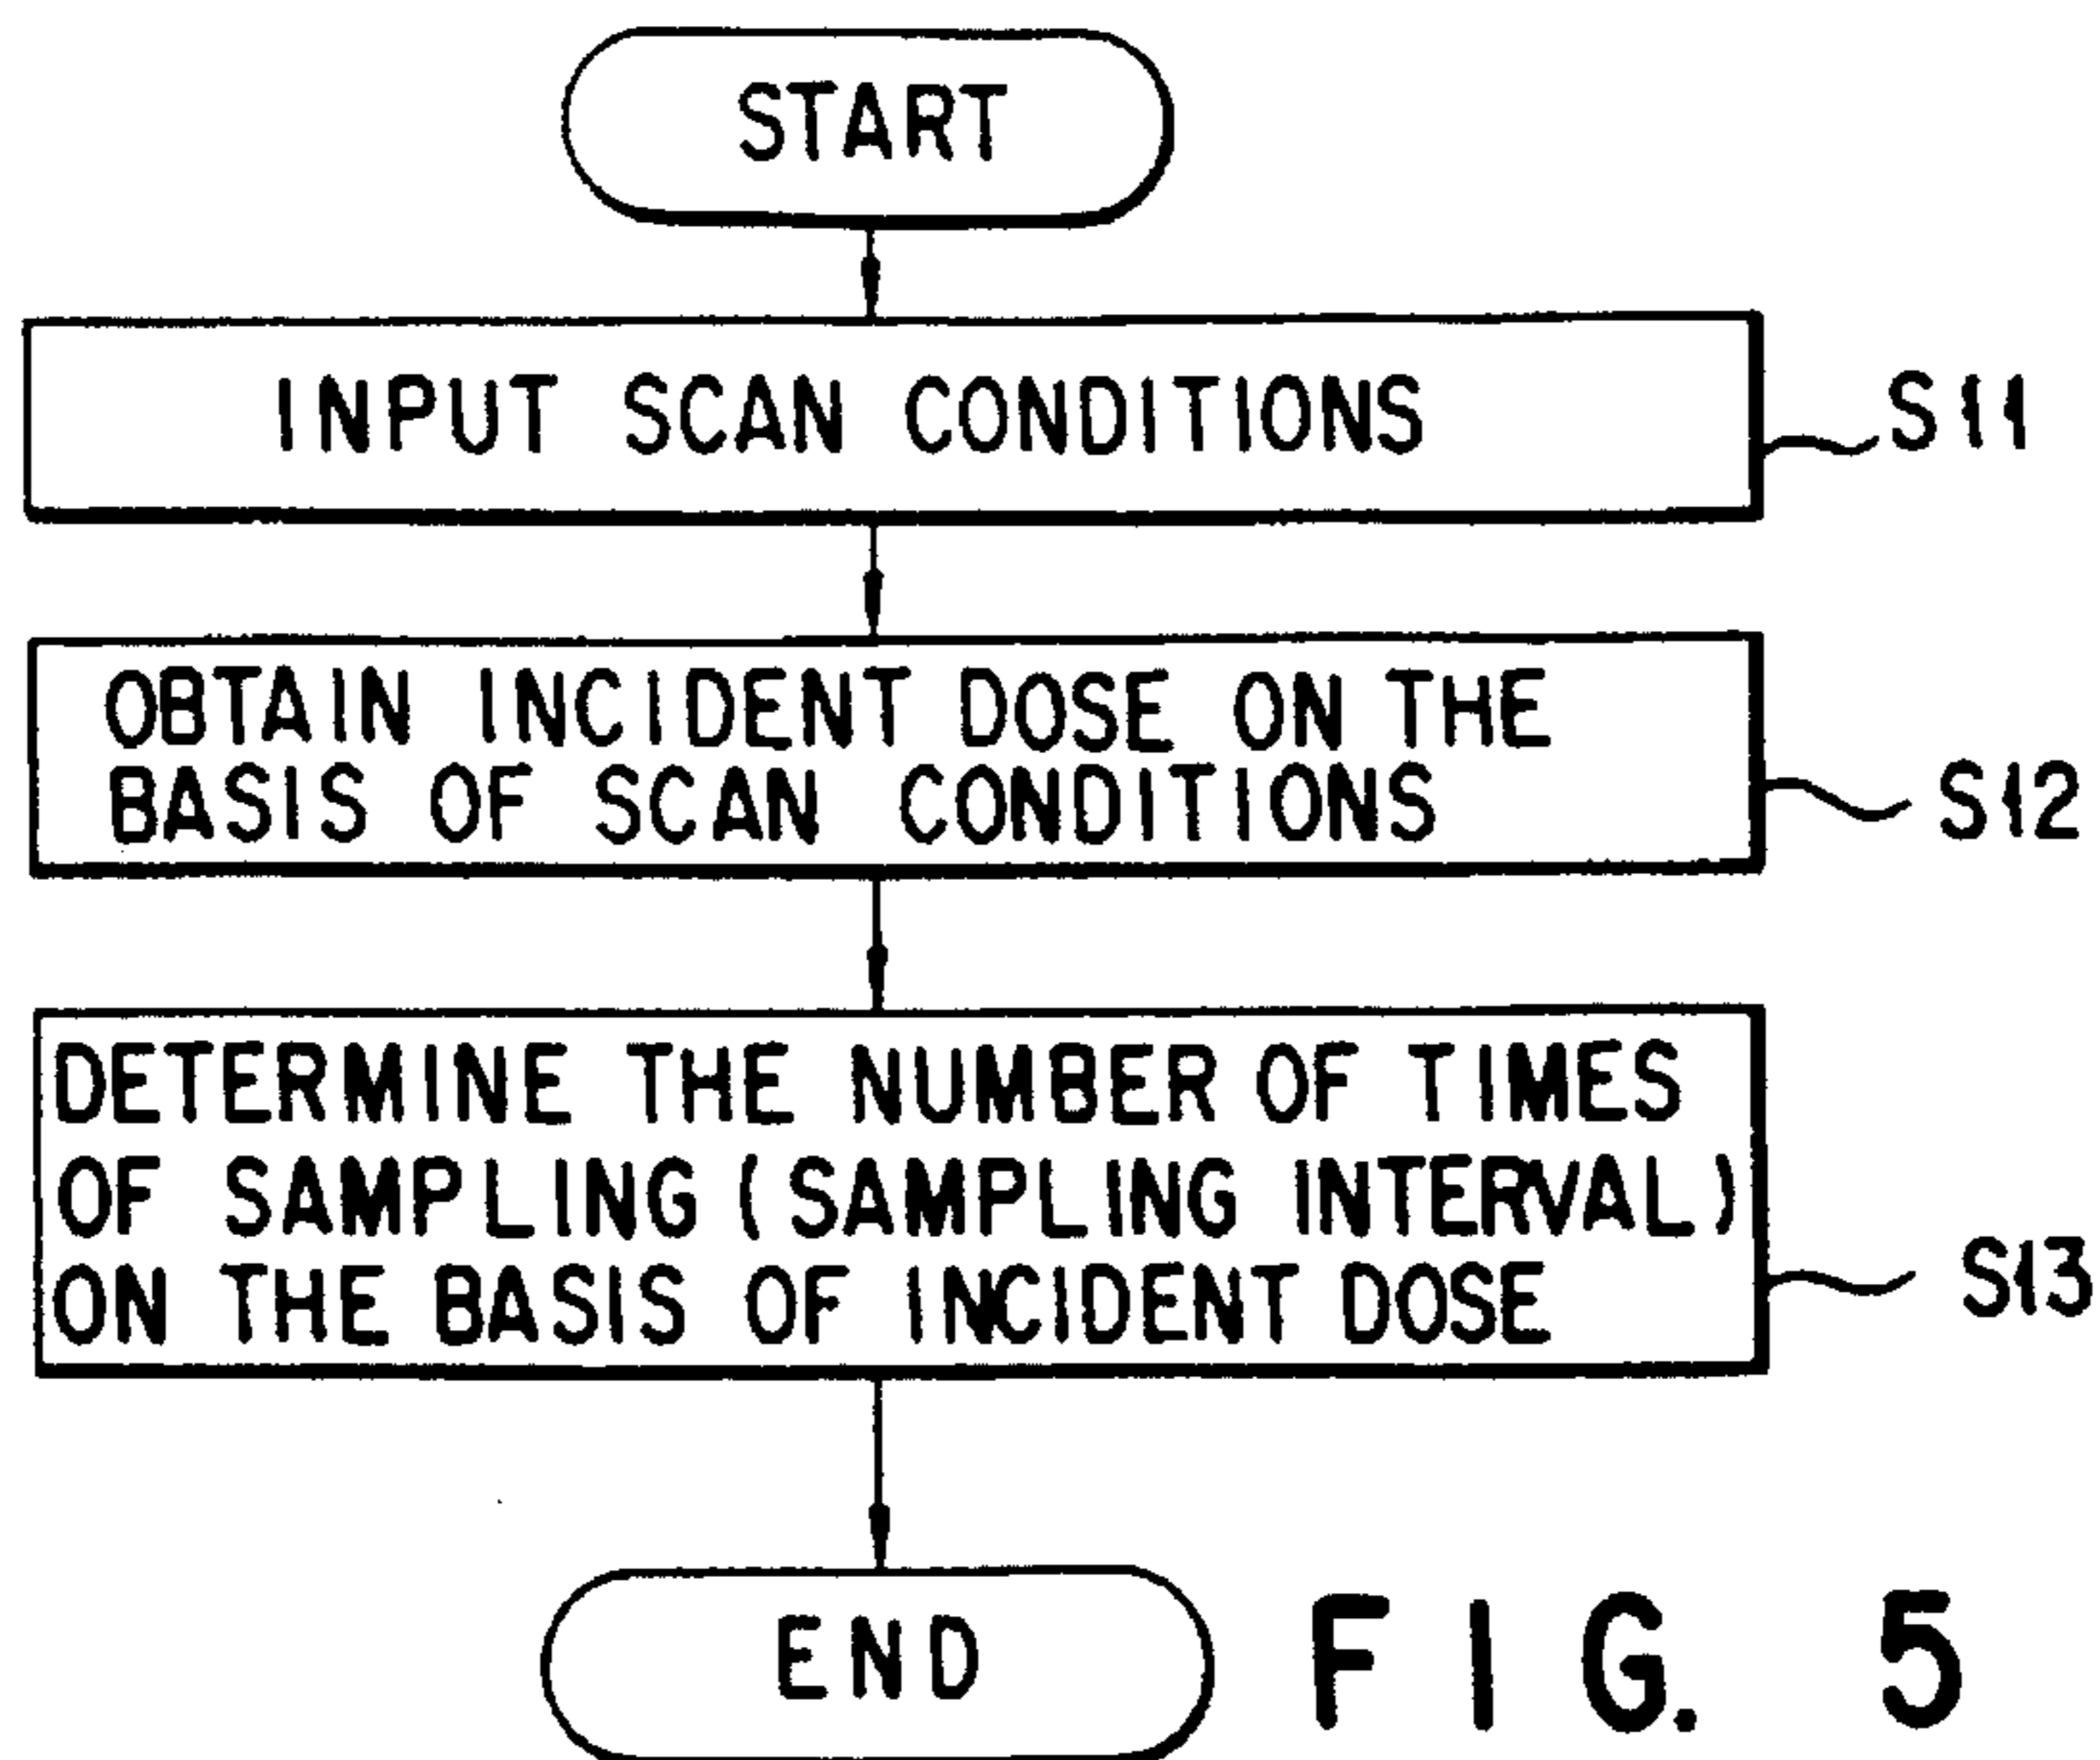 START
INPUT SCAN CONDITIONS
S11
OBTAIN INCIDENT DOSE ON THE
BASIS OF SCAN CONDITIONS
S12
DETERMINE THE NUMBER OF TIMES
OF SAMPLING (SAMPLING INTERVAL)
ON THE BASIS OF INCIDENT DOSE
S13
END
FIG. 5